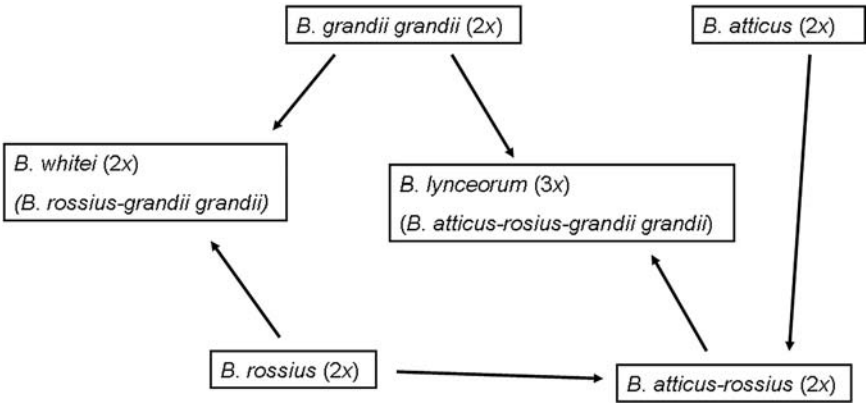 B. grandii grandii (2x)
B. atticus (2x)
B. whitei (2x)
(B. rossius-grandii grandii)
B. lynceorum (3x)
(B. atticus-rosius-grandii grandii)
B. rossius (2x)
B. atticus-rossius (2x)